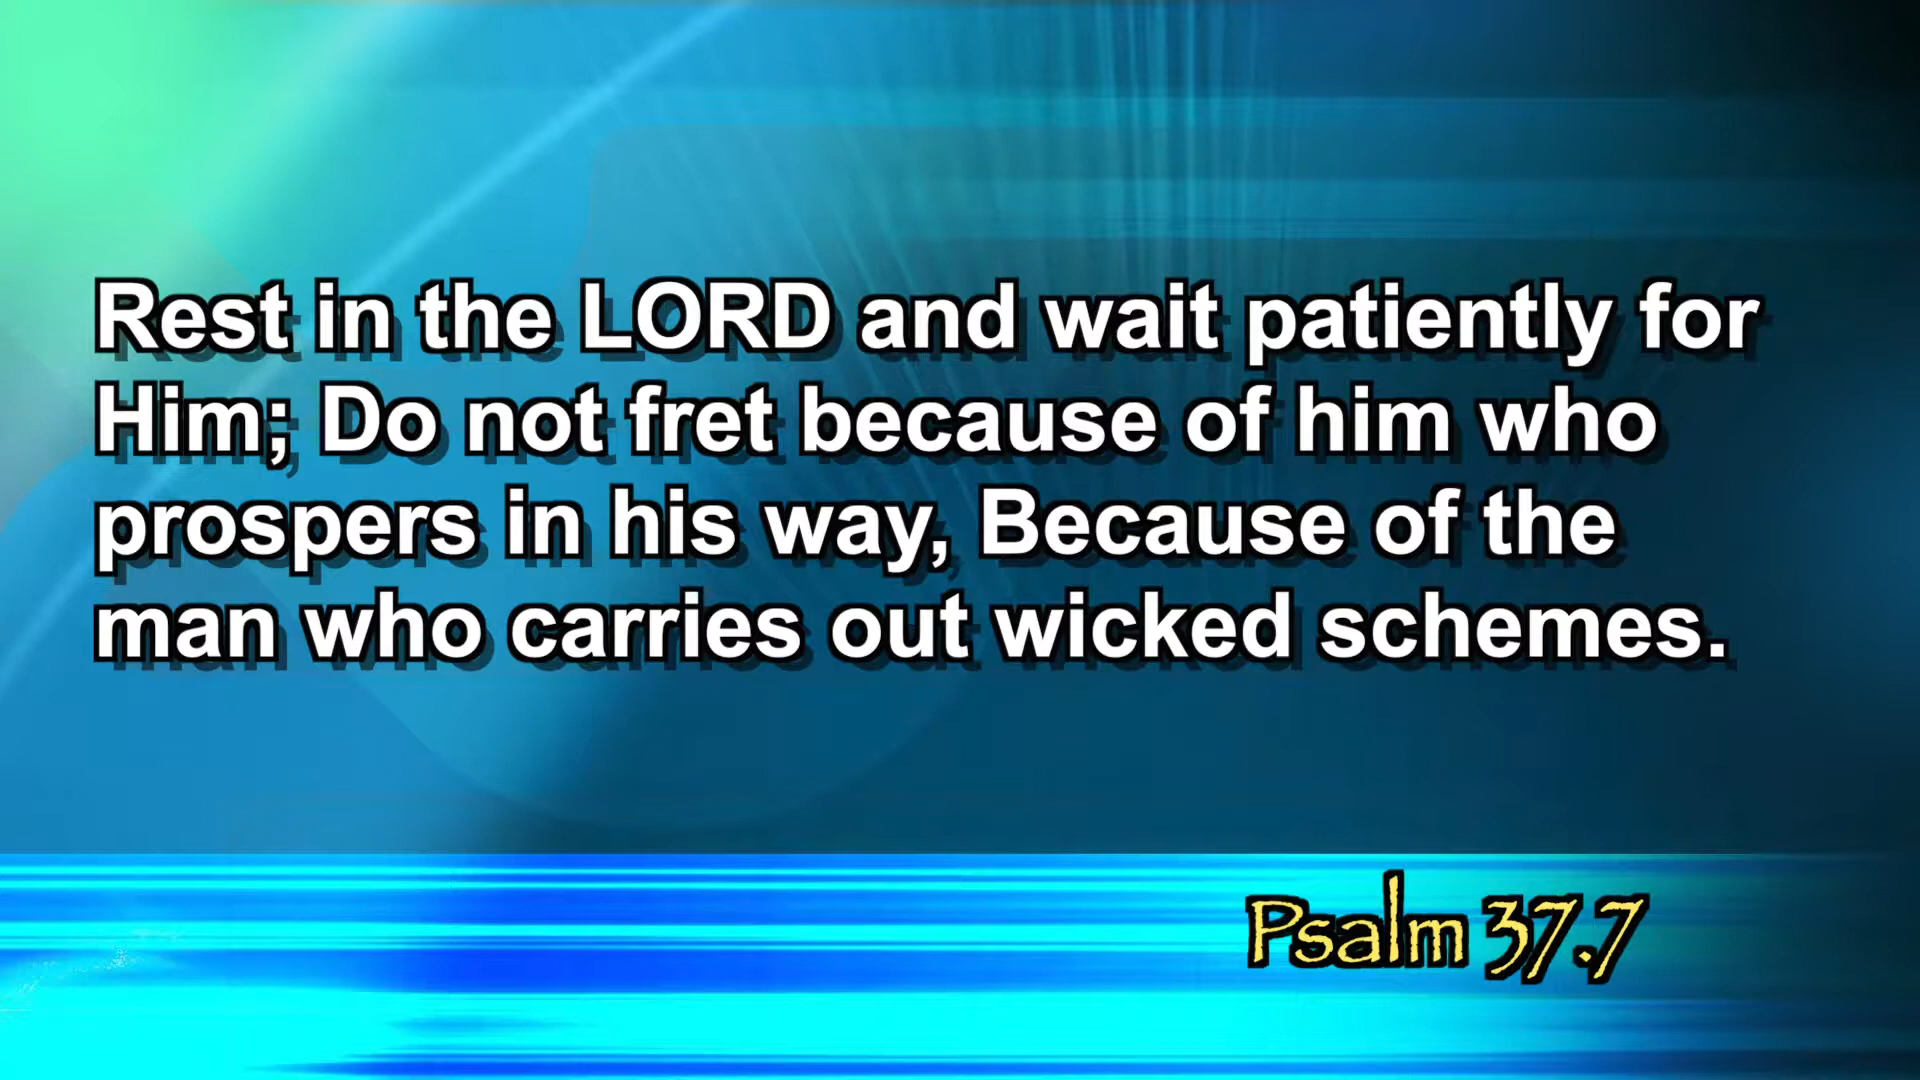 Rest in the LORD and wait patiently for
Him; Do not fret because of him who
prospers in his way, Because of the
man who carries out wicked schemes.
Psalm 37.7